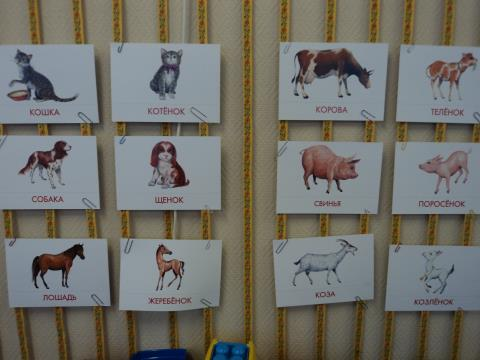 КОШКА
КОТЁНОК
КОРОВА
ТЕЛЁНОК
СОБАКА
ЩЕНОК
СВИНЬЯ
ПОРОСЁНОК
ЛОШАДЬ
ЖЕРЕБЁНОК
КОЗА
КОЗЛЁНОК